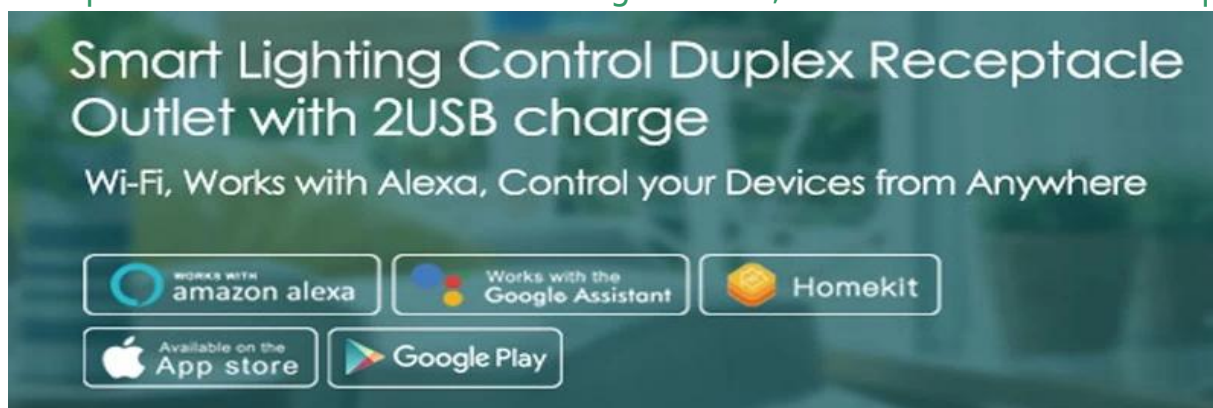 Smart Lighting Control Duplex Receptacle
Outlet with 2USB charge
Wi-Fi, Works with Alexa, Control your Devices from Anywhere
WORKS WITH
amazon alexa
Works with the
Google Assistant
Homekit
Available on the
App store
Google Play